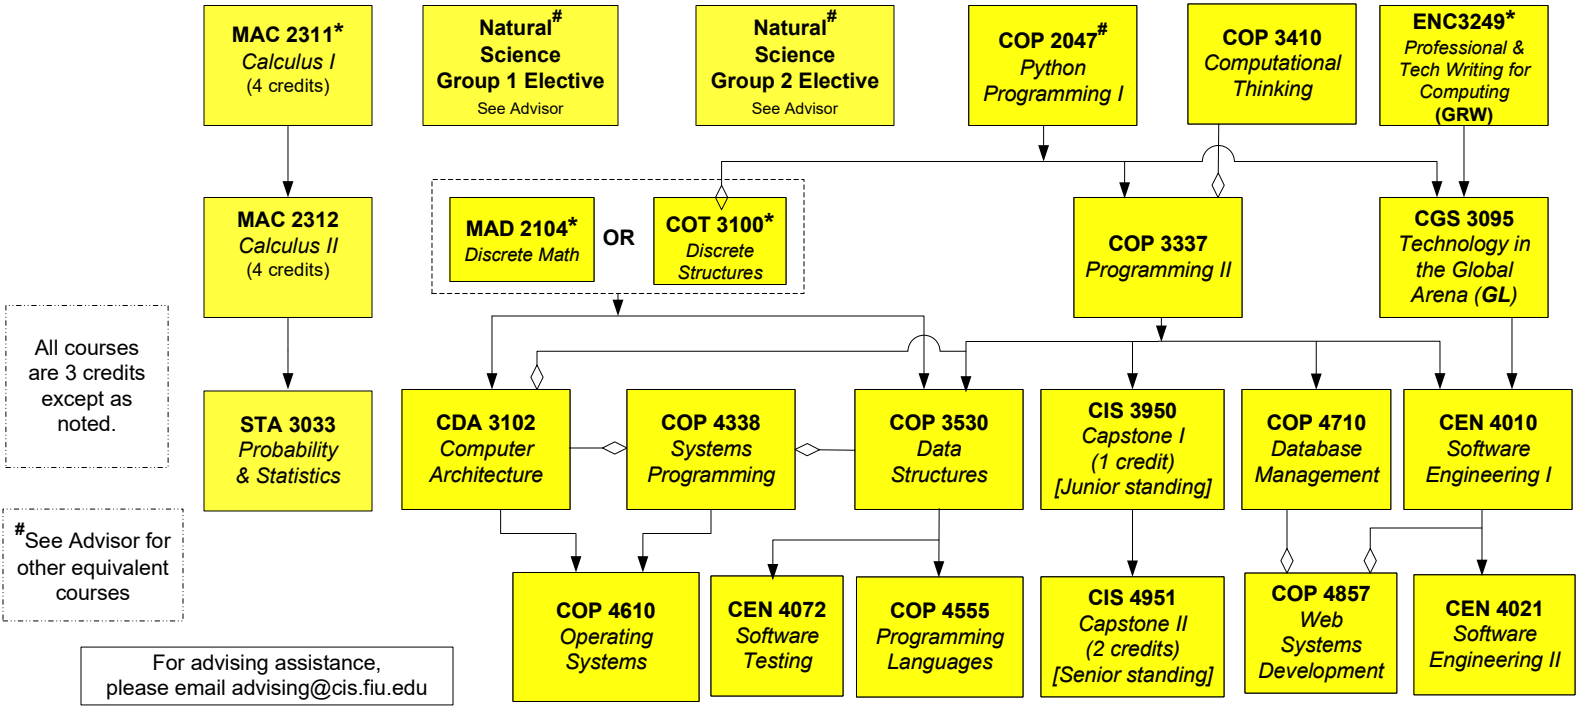 MAC 2311*
Calculus I
(4 credits)
Natural#
Science
Group 1 Elective
See Advisor
Natural#
Science
Group 2 Elective
See Advisor
COP 2047#
Python
Programming I
COP 3410
Computational
Thinking
ENC3249*
Professional &
Tech Writing for
Computing
(GRW)
MAC 2312
Calculus II
(4 credits)
MAD 2104*
Discrete Math
OR
COT 3100*
Discrete
Structures
COP 3337
Programming II
CGS 3095
Technology in
the Global
Arena (GL)
All courses
are 3 credits
except as
noted.
STA 3033
Probability
& Statistics
CDA 3102
Computer
Architecture
COP 4338
Systems
Programming
COP 3530
Data
Structures
CIS 3950
Capstone I
(1 credit)
[Junior standing]
COP 4710
Database
Management
CEN 4010
Software
Engineering I
#See Advisor for
other equivalent
courses
COP 4610
Operating
Systems
CEN 4072
Software
Testing
COP 4555
Programming
Languages
CIS 4951
Capstone II
(2 credits)
[Senior standing]
COP 4857
Web
Systems
Development
CEN 4021
Software
Engineering II
For advising assistance,
please email advising@cis.fiu.edu